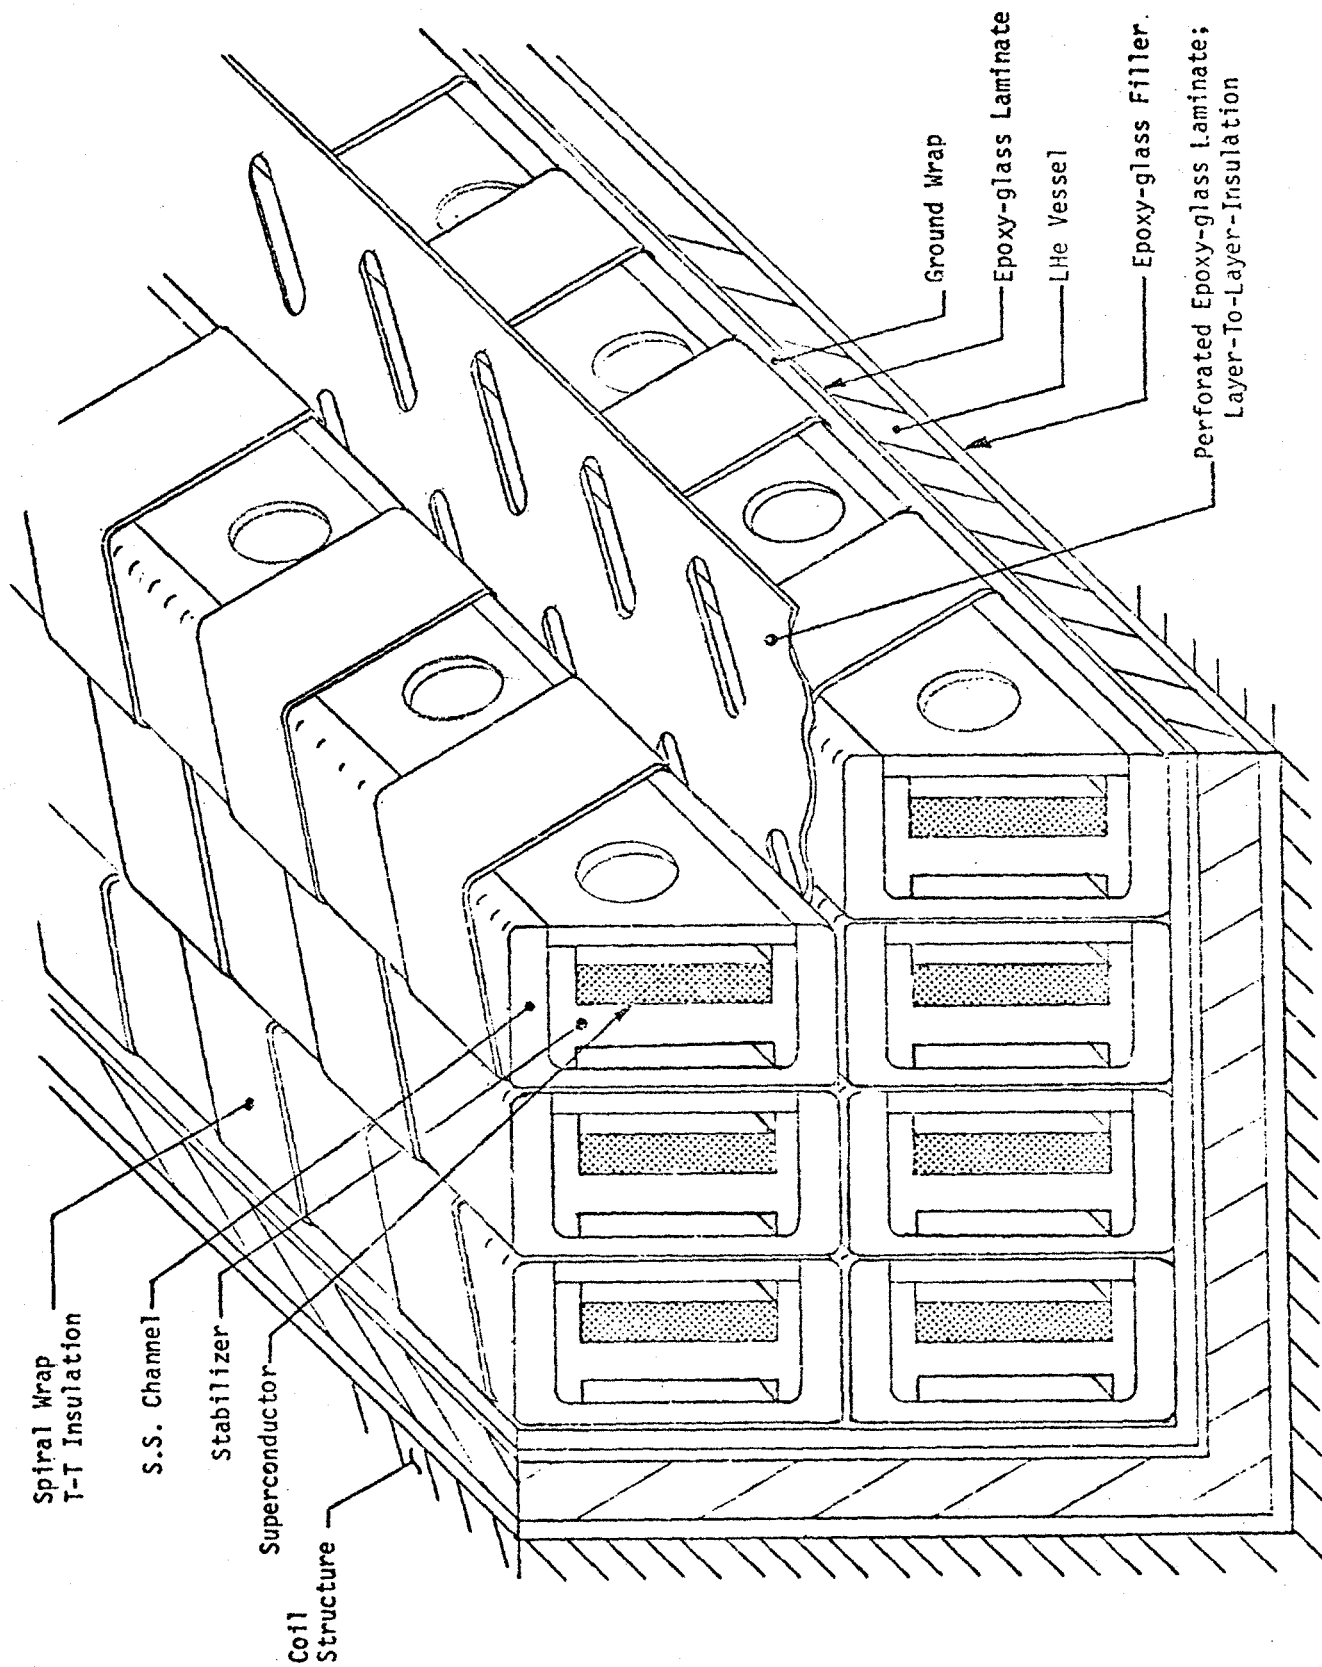 Spiral Wrap
T-T Insulation
S.S. Channel
Stabilizer
Superconductor
Coil
Structure
Ground Wrap
Epoxy-glass Laminate
LHe Vessel
Epoxy-glass Filler.
Perforated Epoxy-glass Laminate;
Layer-To-Layer-Insulation